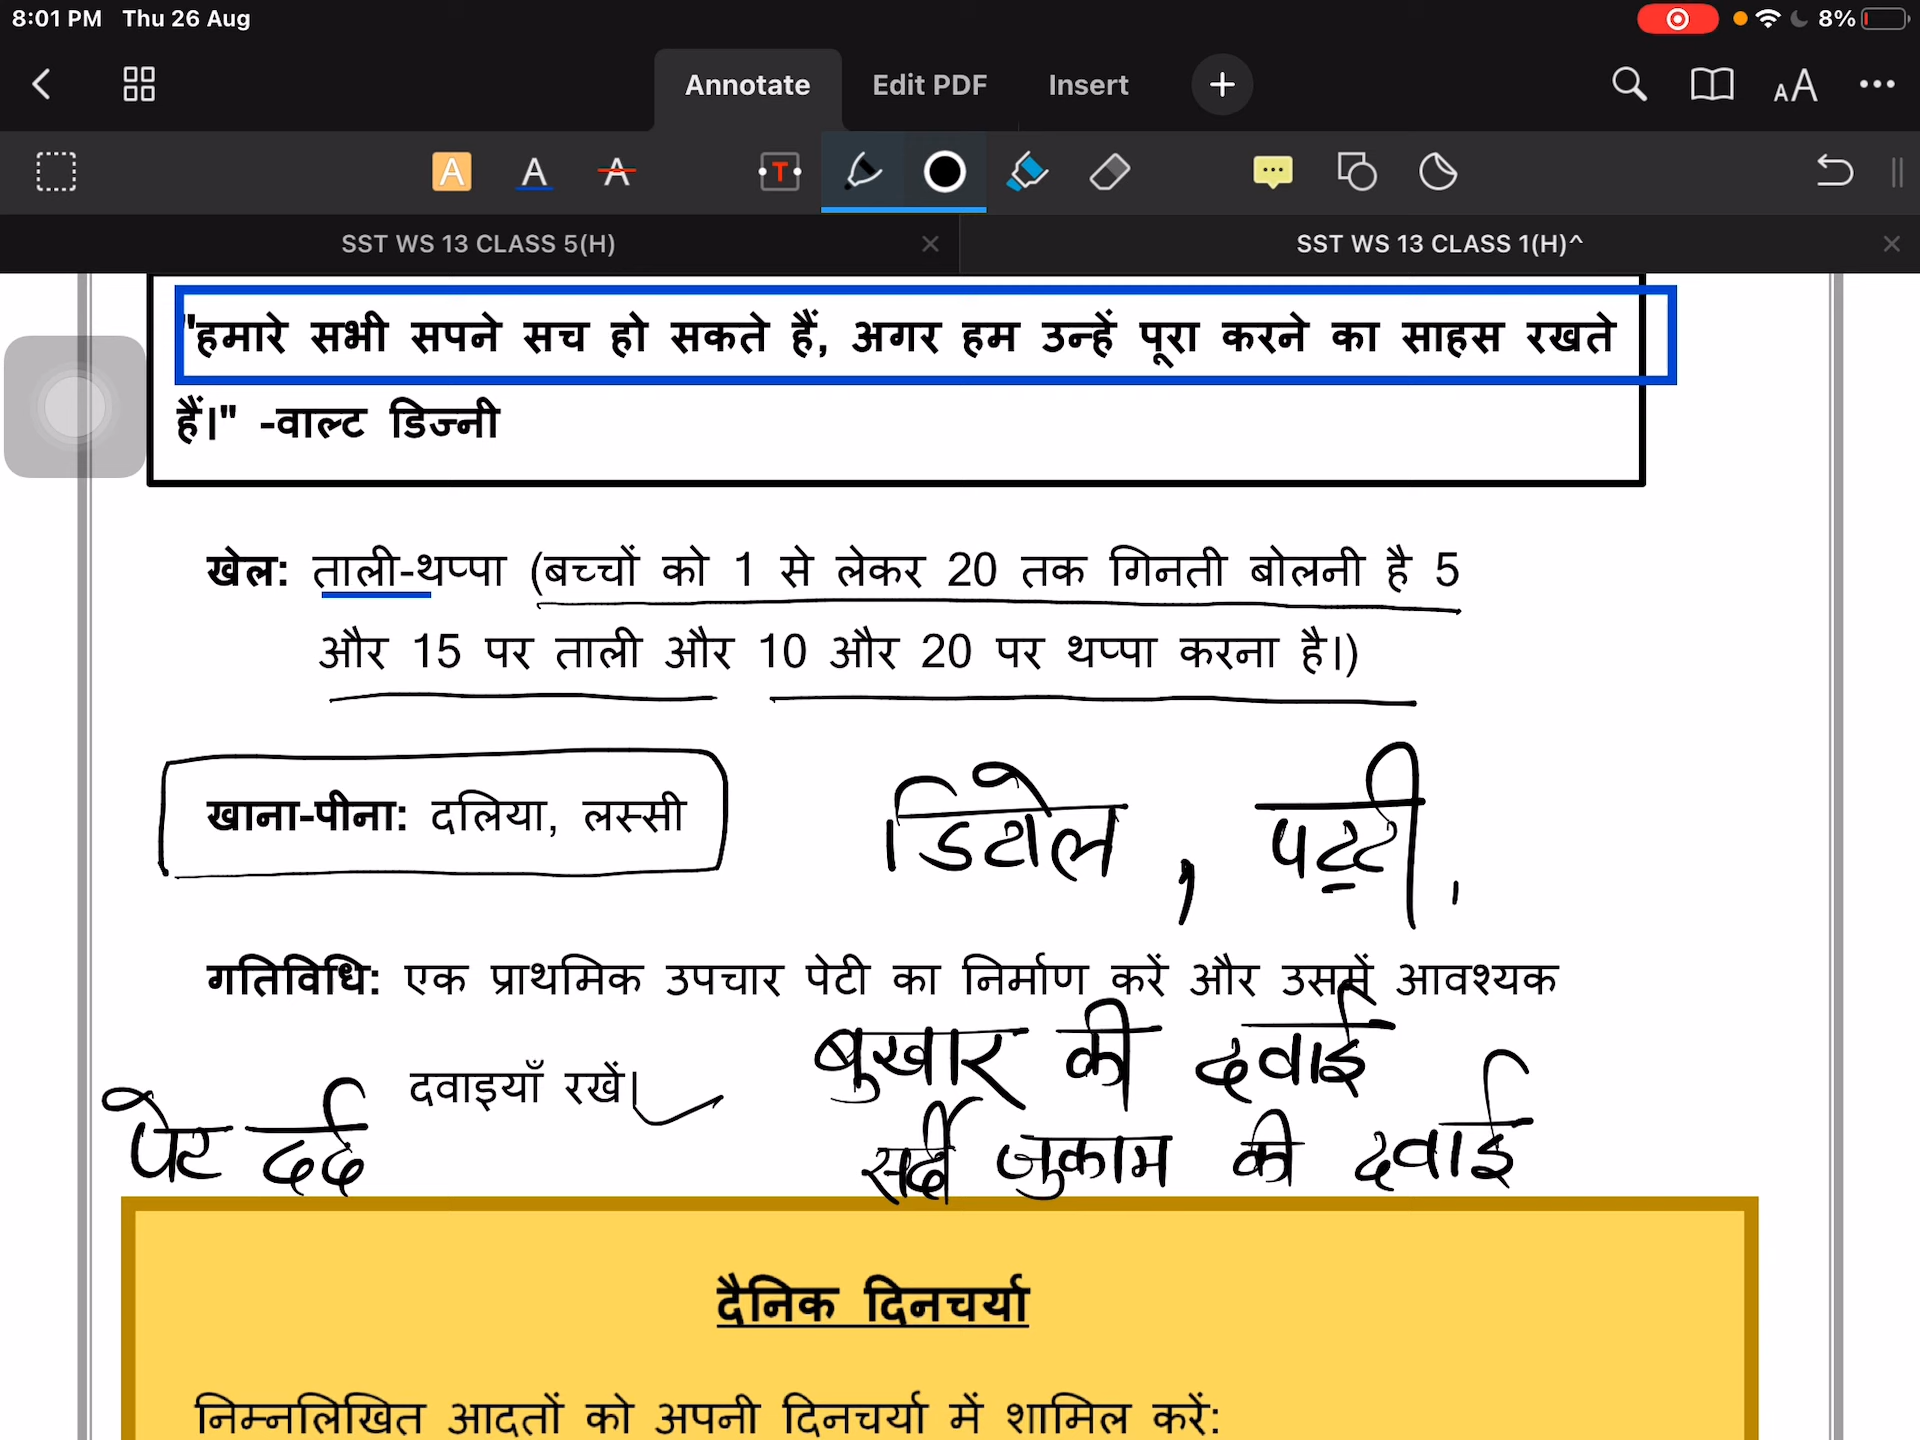 8:01 PM Thu 26 Aug
8%
Annotate Edit PDF Insert
SST WS 13 CLASS 5(H)
SST WS 13 CLASS 1(H)^
"हमारे सभी सपने सच हो सकते हैं, अगर हम उन्हें पूरा करने का साहस रखते
हैं।" -वाल्ट डिज्नी
खेल: ताली-थप्पा (बच्चों को 1 से लेकर 20 तक गिनती बोलनी है 5
और 15 पर ताली और 10 और 20 पर थप्पा करना है।)
खाना-पीना: दलिया, लस्सी
डिटोल , पट्टी ,
गतिविधि: एक प्राथमिक उपचार पेटी का निर्माण करें और उसमें आवश्यक
दवाइयाँ रखें।
बुखार की दवाई
पेट दर्द
सर्दी जुकाम की दवाई
दैनिक दिनचर्या
निम्नलिखित आदतों को अपनी दिनचर्या में शामिल करें: